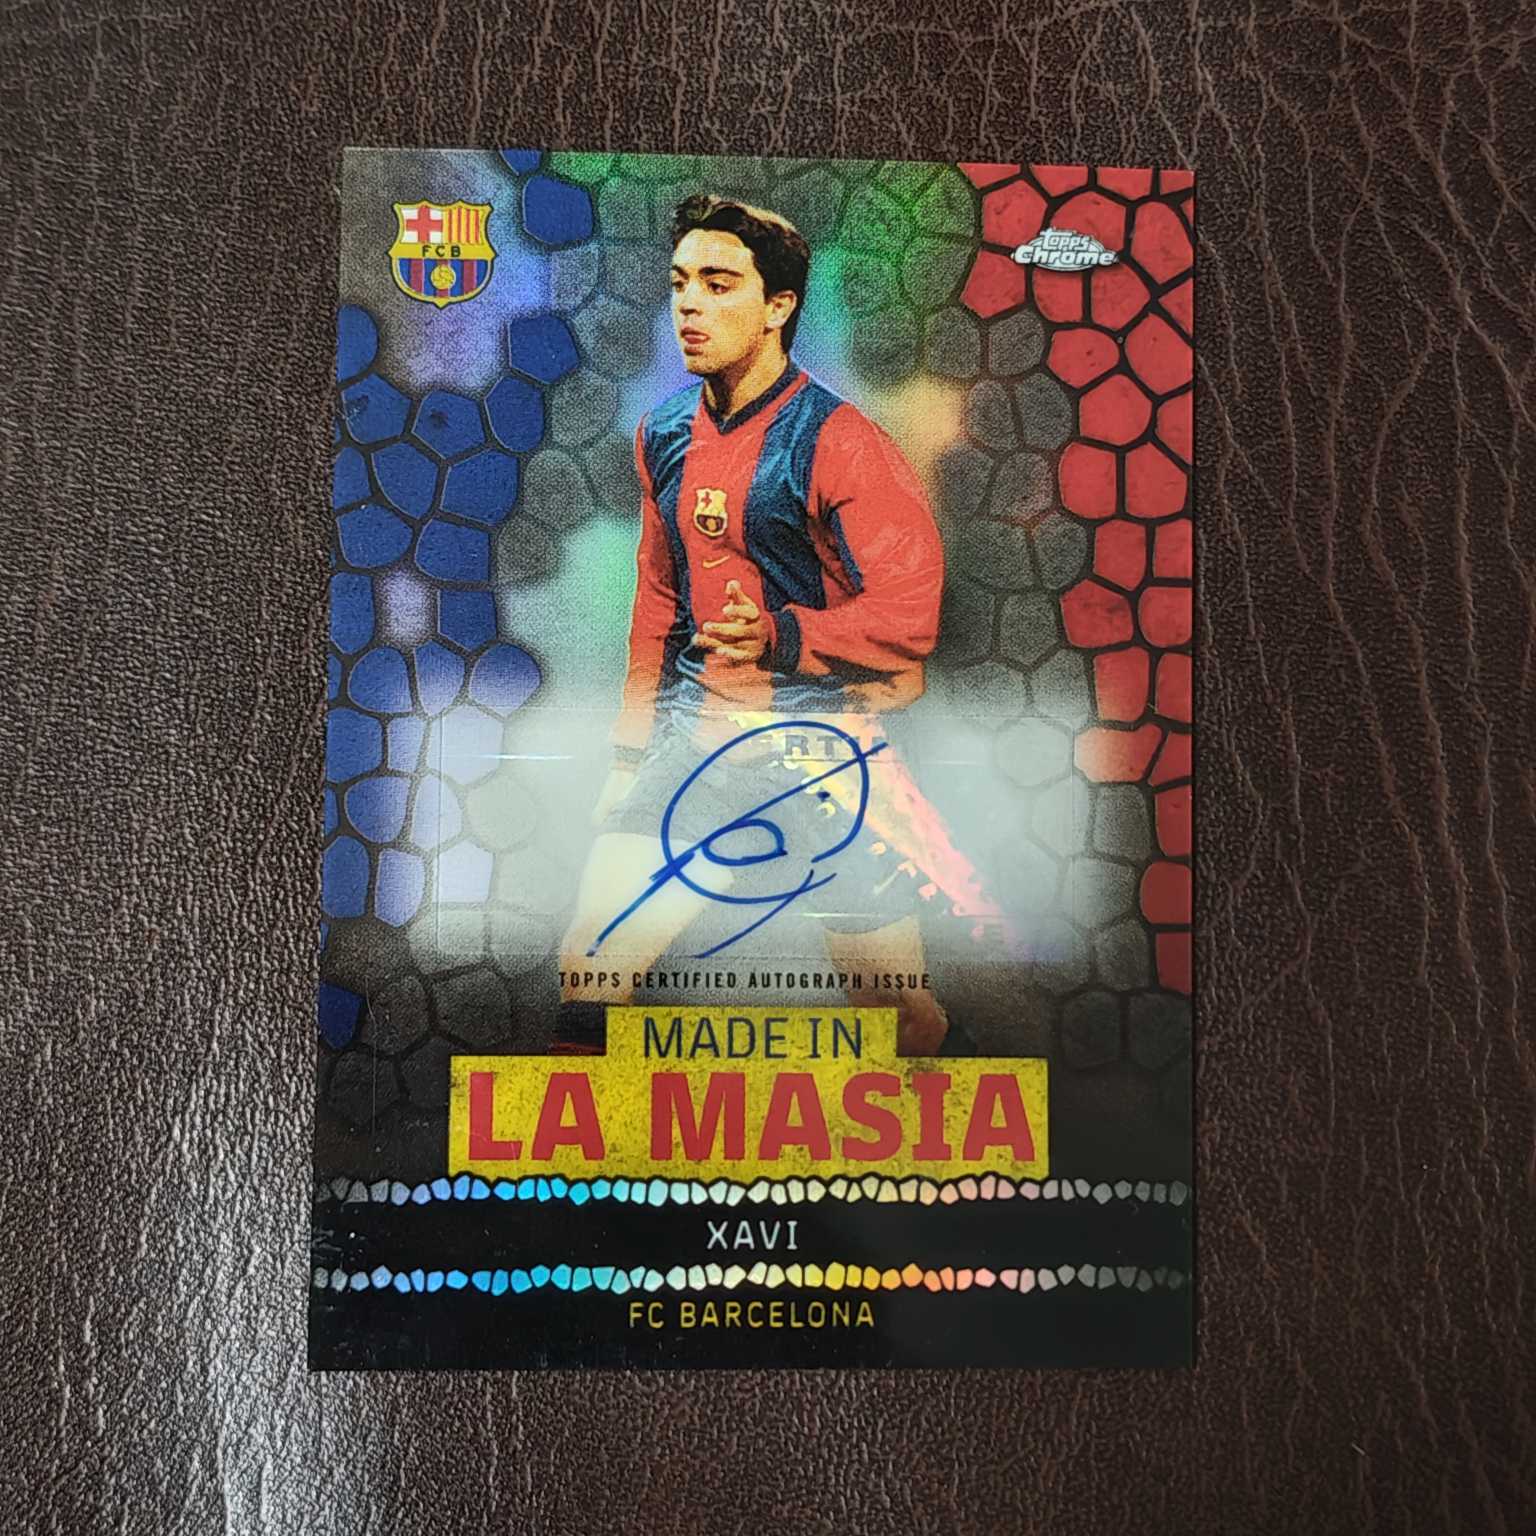 FCB
Topps
Chrome
TOPPS CERTIFIED AUTOGRAPH ISSUE
MADE IN
LA MASIA
XAVI
FC BARCELONA